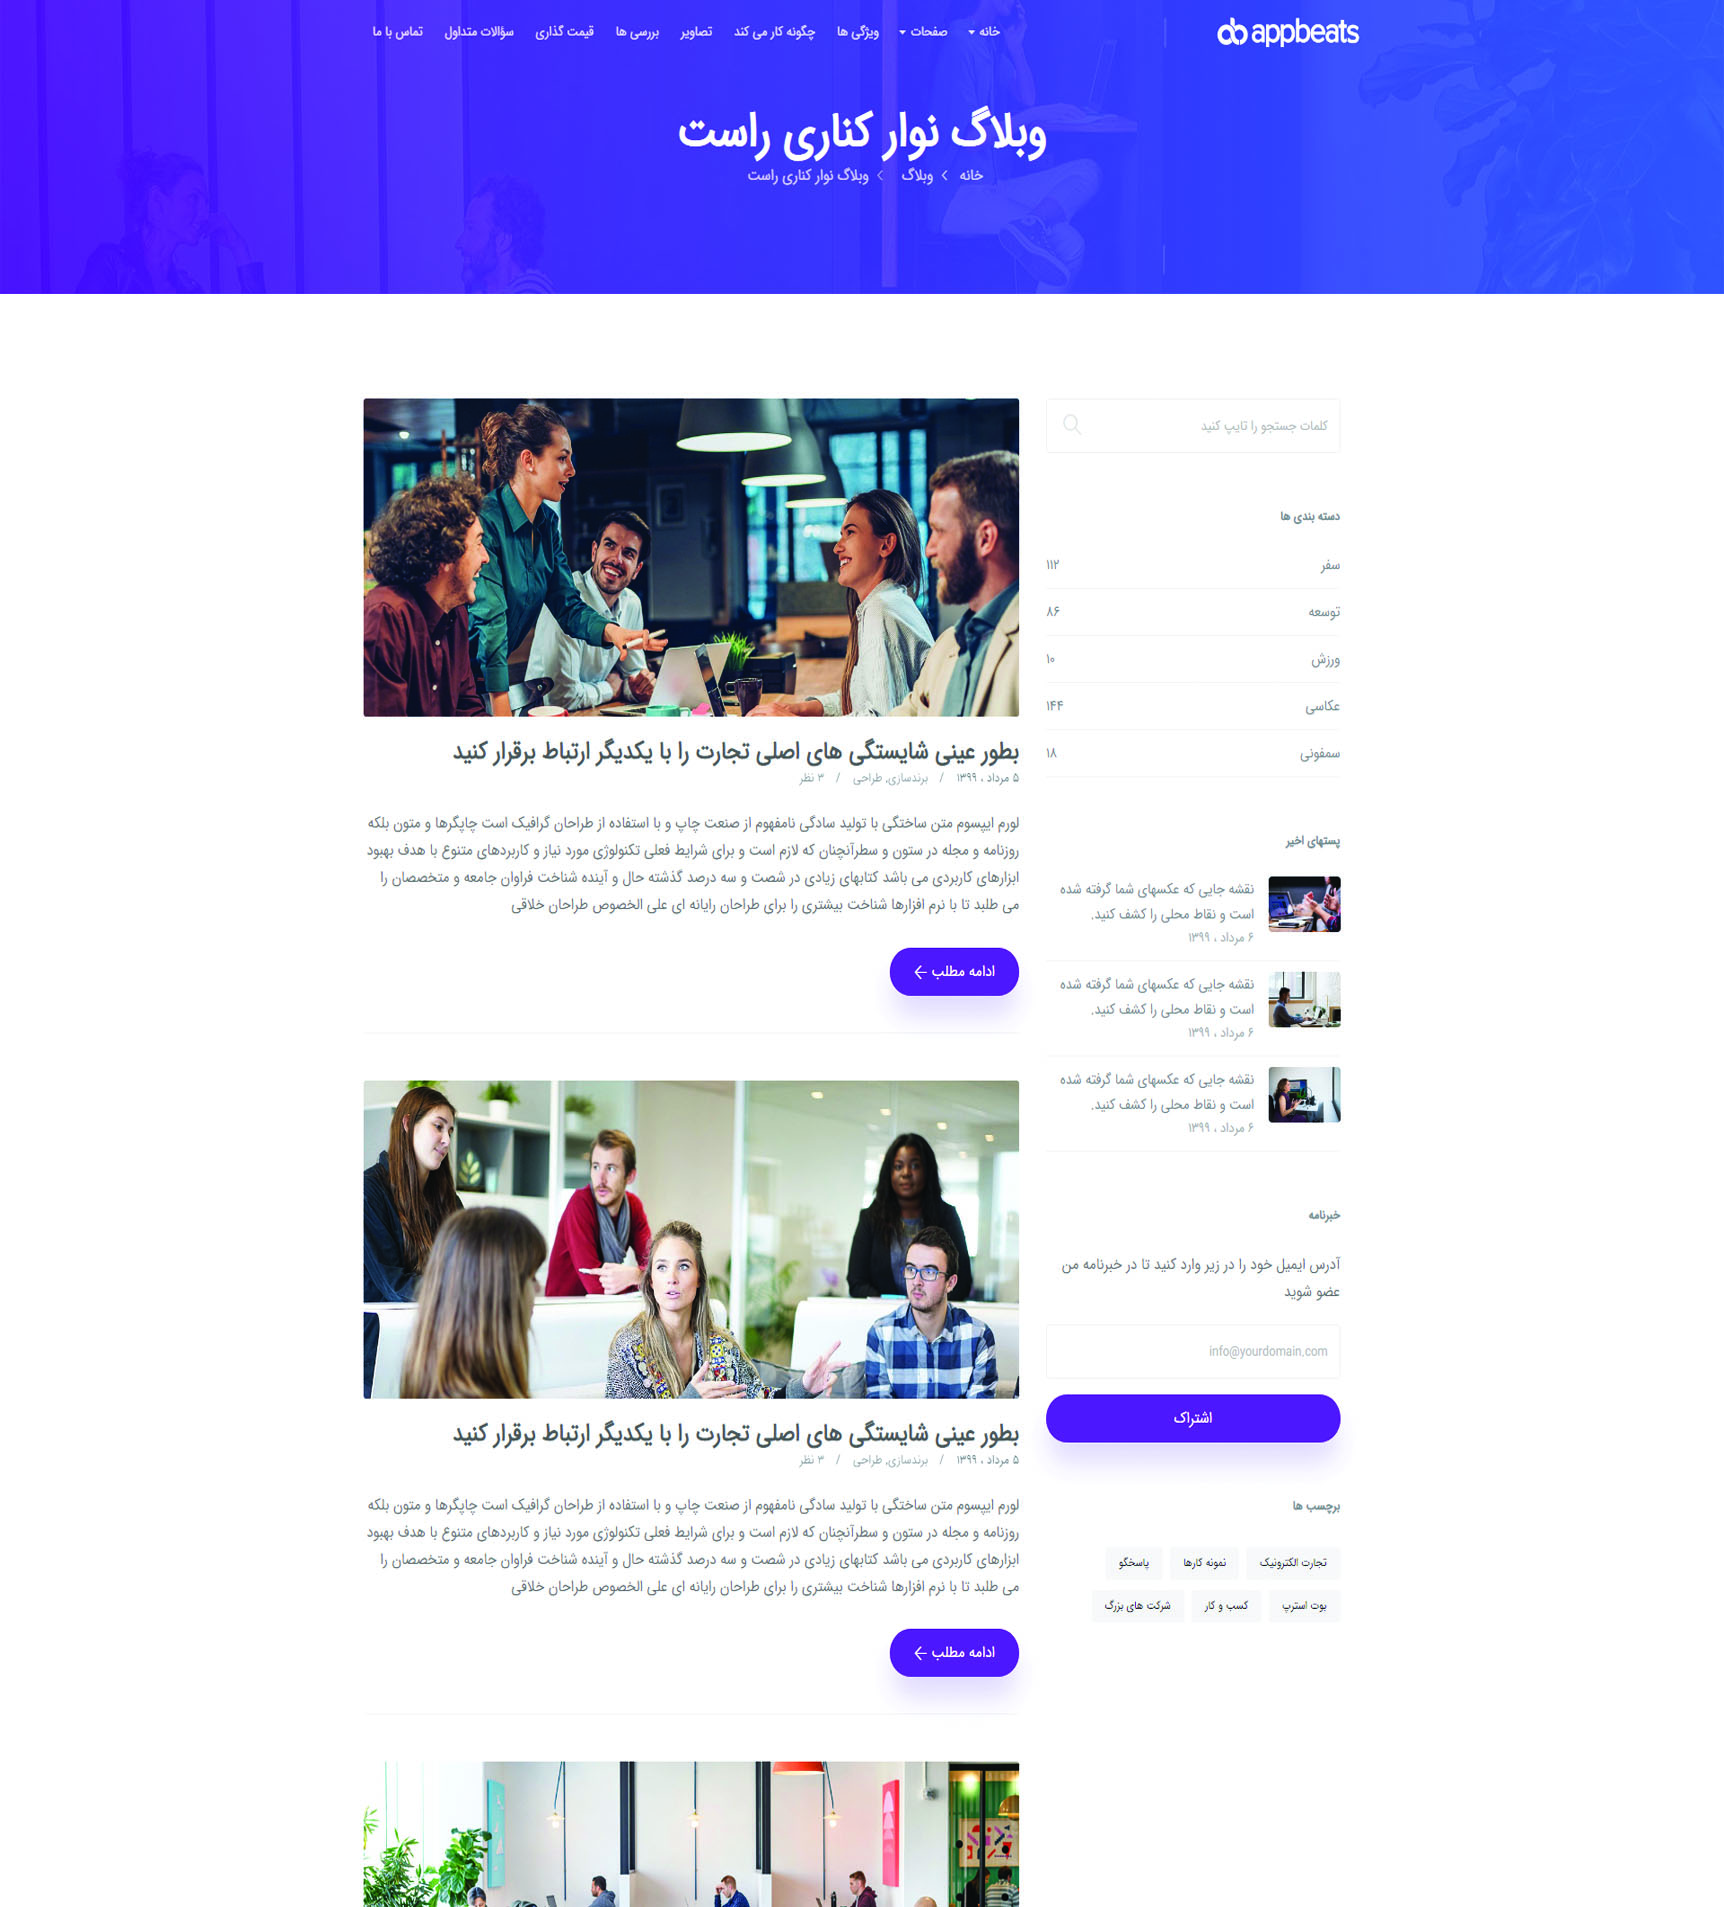 appbeats
خانه
صفحات
ویژگی ها
چگونه کار می کند
تصاویر
بررسی ها
قیمت گذاری
سؤالات متداول
تماس با ما
وبلاگ نوار کناری راست
خانه
وبلاگ
وبلاگ نوار کناری راست
کلمات جستجو را تایپ کنید
دسته بندی ها
سفر ۱۱۲
توسعه ۸۶
ورزش ۱۰
عکاسی ۱۴۴
سمفونی ۱۸
پستهای اخیر
نقشه جایی که عکسهای شما گرفته شده
است و نقاط محلی را کشف کنید.
۶ مرداد ، ۱۳۹۹
نقشه جایی که عکسهای شما گرفته شده
است و نقاط محلی را کشف کنید.
۶ مرداد ، ۱۳۹۹
نقشه جایی که عکسهای شما گرفته شده
است و نقاط محلی را کشف کنید.
۶ مرداد ، ۱۳۹۹
خبرنامه
آدرس ایمیل خود را در زیر وارد کنید تا در خبرنامه من
عضو شوید
info@yourdomain.com
اشتراک
برچسب ها
تجارت الکترونیک
نمونه کارها
پاسخگو
بوت استرپ
کسب و کار
شرکت های بزرگ
بطور عینی شایستگی های اصلی تجارت را با یکدیگر ارتباط برقرار کنید
۵ مرداد ، ۱۳۹۹ / برندسازی, طراحی / ۳ نظر
لورم ایپسوم متن ساختگی با تولید سادگی نامفهوم از صنعت چاپ و با استفاده از طراحان گرافیک است چاپگرها و متون بلکه
روزنامه و مجله در ستون و سطرآنچنان که لازم است و برای شرایط فعلی تکنولوژی مورد نیاز و کاربردهای متنوع با هدف بهبود
ابزارهای کاربردی می باشد کتابهای زیادی در شصت و سه درصد گذشته حال و آینده شناخت فراوان جامعه و متخصصان را
می طلبد تا با نرم افزارها شناخت بیشتری را برای طراحان رایانه ای علی الخصوص طراحان خلاقی
ادامه مطلب
بطور عینی شایستگی های اصلی تجارت را با یکدیگر ارتباط برقرار کنید
۵ مرداد ، ۱۳۹۹ / برندسازی, طراحی / ۳ نظر
لورم ایپسوم متن ساختگی با تولید سادگی نامفهوم از صنعت چاپ و با استفاده از طراحان گرافیک است چاپگرها و متون بلکه
روزنامه و مجله در ستون و سطرآنچنان که لازم است و برای شرایط فعلی تکنولوژی مورد نیاز و کاربردهای متنوع با هدف بهبود
ابزارهای کاربردی می باشد کتابهای زیادی در شصت و سه درصد گذشته حال و آینده شناخت فراوان جامعه و متخصصان را
می طلبد تا با نرم افزارها شناخت بیشتری را برای طراحان رایانه ای علی الخصوص طراحان خلاقی
ادامه مطلب